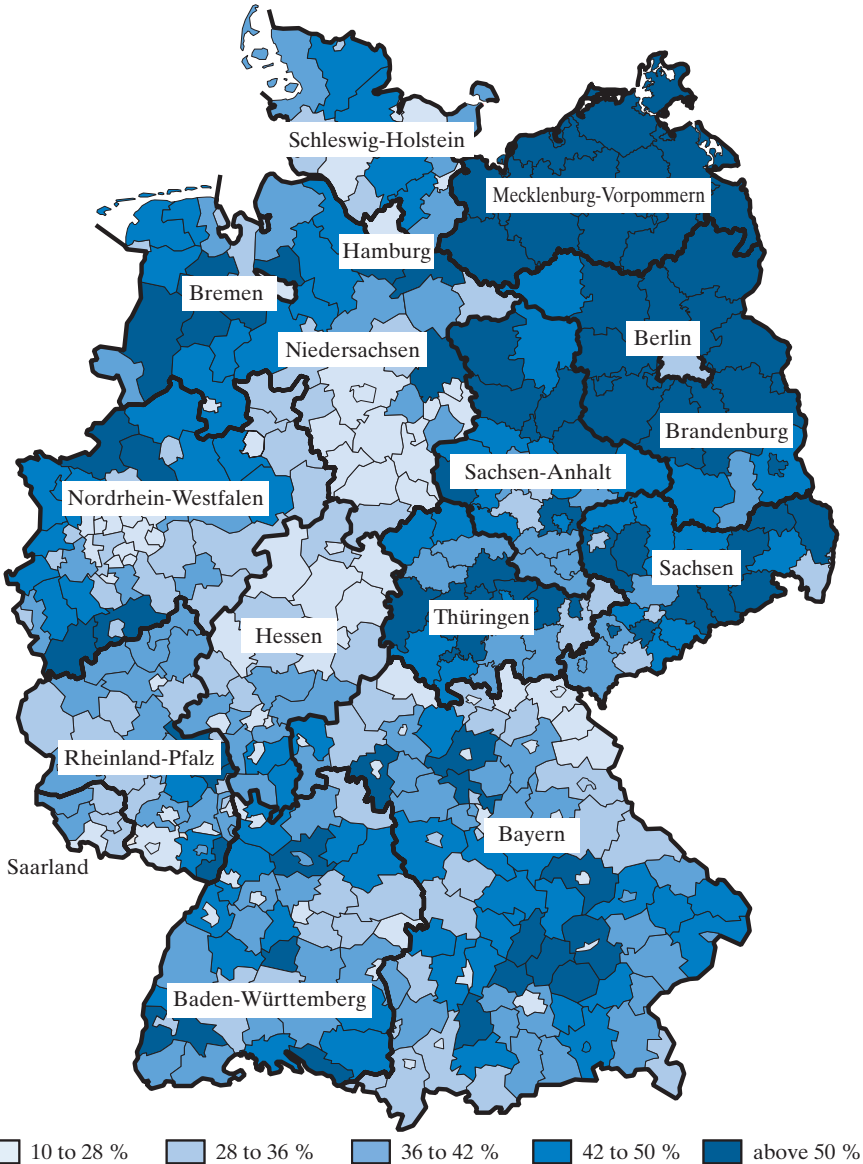 Schleswig-Holstein
Mecklenburg-Vorpommern
Hamburg
Bremen
Berlin
Niedersachsen
Brandenburg
Sachsen-Anhalt
Nordrhein-Westfalen
Sachsen
Thüringen
Hessen
Rheinland-Pfalz
Bayern
Saarland
Baden-Württemberg
10 to 28 % 28 to 36 % 36 to 42 % 42 to 50 % above 50 %